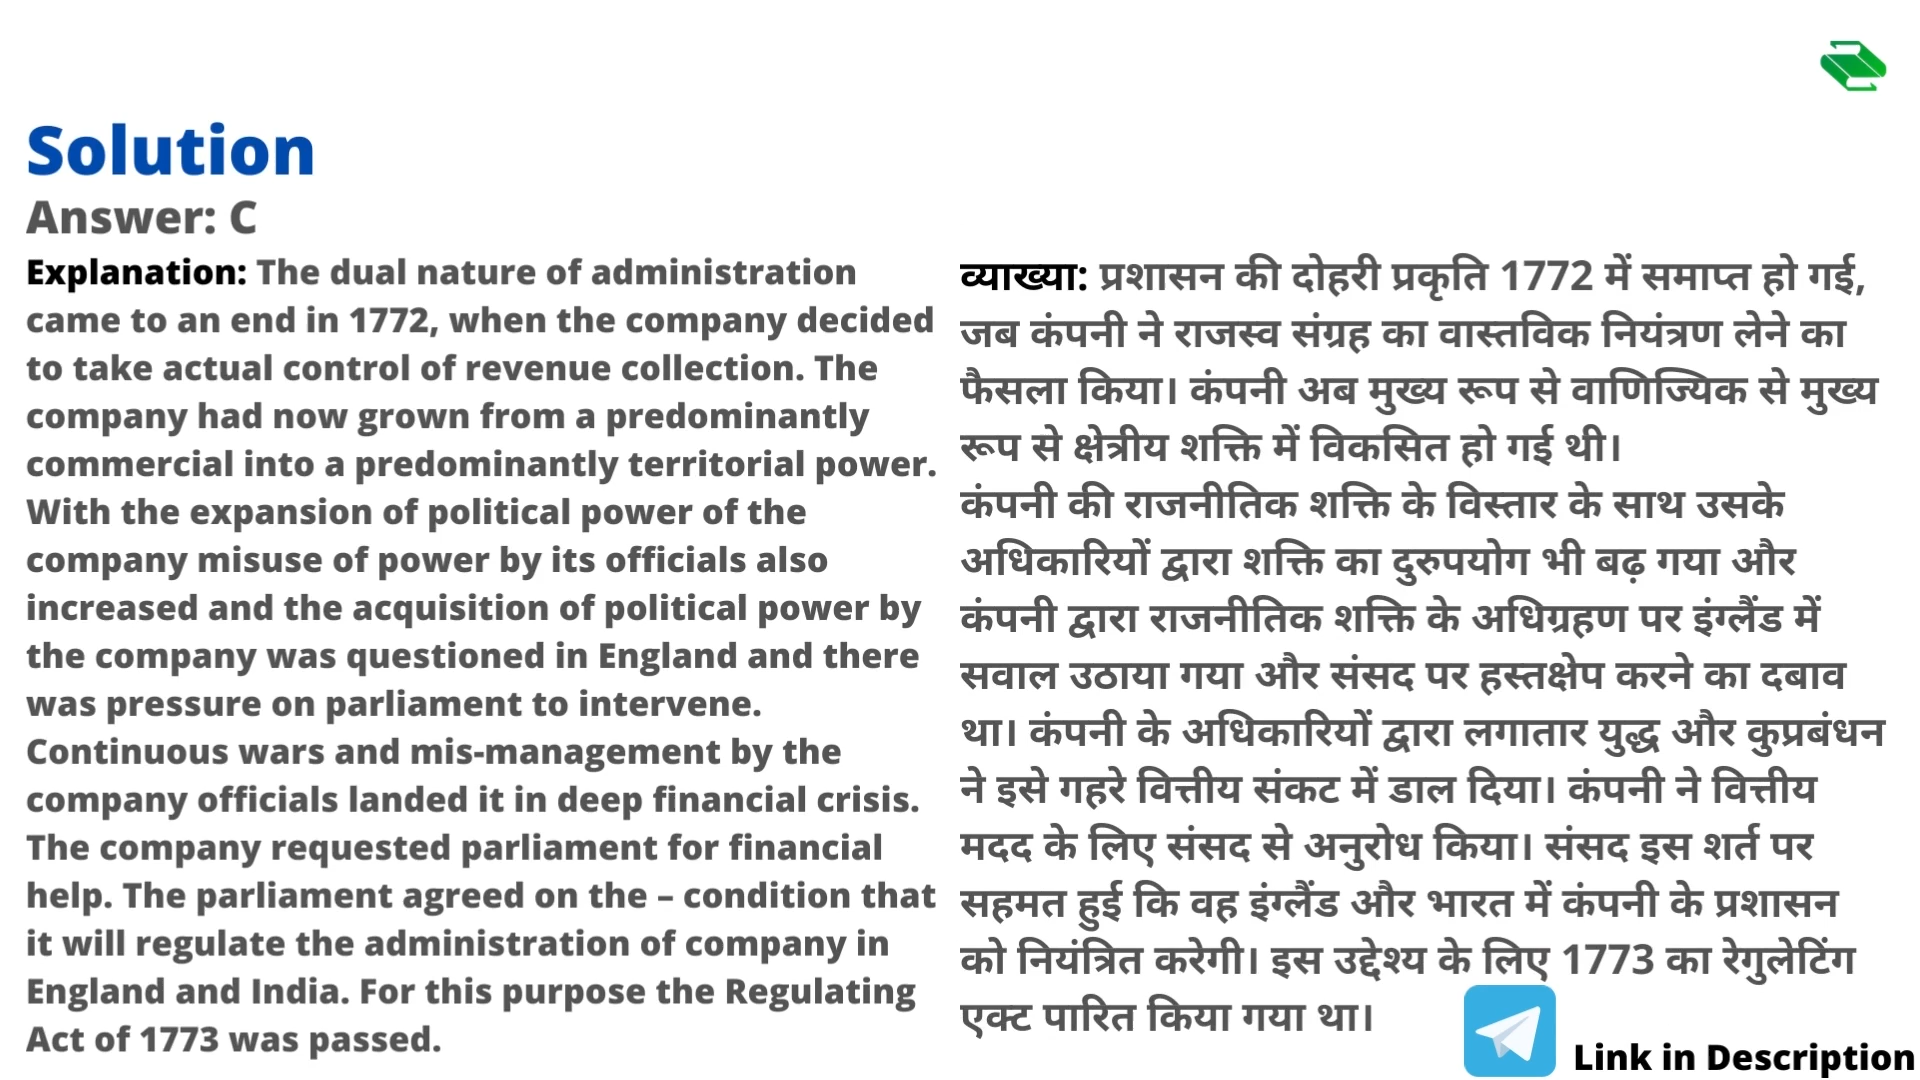 Solution
Answer: C
Explanation: The dual nature of administration
came to an end in 1772, when the company decided
to take actual control of revenue collection. The
company had now grown from a predominantly
commercial into a predominantly territorial power.
With the expansion of political power of the
company misuse of power by its officials also
increased and the acquisition of political power by
the company was questioned in England and there
was pressure on parliament to intervene.
Continuous wars and mis-management by the
company officials landed it in deep financial crisis.
The company requested parliament for financial
help. The parliament agreed on the – condition that
it will regulate the administration of company in
England and India. For this purpose the Regulating
Act of 1773 was passed.
व्याख्या: प्रशासन की दोहरी प्रकृति 1772 में समाप्त हो गई,
जब कंपनी ने राजस्व संग्रह का वास्तविक नियंत्रण लेने का
फैसला किया। कंपनी अब मुख्य रूप से वाणिज्यिक से मुख्य
रूप से क्षेत्रीय शक्ति में विकसित हो गई थी।
कंपनी की राजनीतिक शक्ति के विस्तार के साथ उसके
अधिकारियों द्वारा शक्ति का दुरुपयोग भी बढ़ गया और
कंपनी द्वारा राजनीतिक शक्ति के अधिग्रहण पर इंग्लैंड में
सवाल उठाया गया और संसद पर हस्तक्षेप करने का दबाव
था। कंपनी के अधिकारियों द्वारा लगातार युद्ध और कुप्रबंधन
ने इसे गहरे वित्तीय संकट में डाल दिया। कंपनी ने वित्तीय
मदद के लिए संसद से अनुरोध किया। संसद इस शर्त पर
सहमत हुई कि वह इंग्लैंड और भारत में कंपनी के प्रशासन
को नियंत्रित करेगी। इस उद्देश्य के लिए 1773 का रेगुलेटिंग
एक्ट पारित किया गया था।
Link in Description